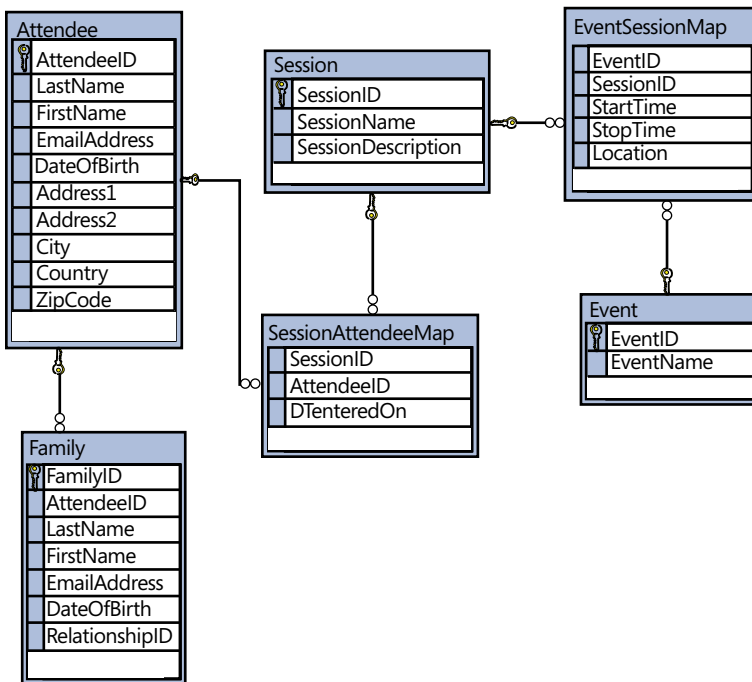 Attendee
AttendeeID
LastName
FirstName
EmailAddress
DateOfBirth
Address1
Address2
City
Country
ZipCode
Session
SessionID
SessionName
SessionDescription
EventSessionMap
EventID
SessionID
StartTime
StopTime
Location
SessionAttendeeMap
SessionID
AttendeeID
DTenteredOn
Event
EventID
EventName
Family
FamilyID
AttendeeID
LastName
FirstName
EmailAddress
DateOfBirth
RelationshipID